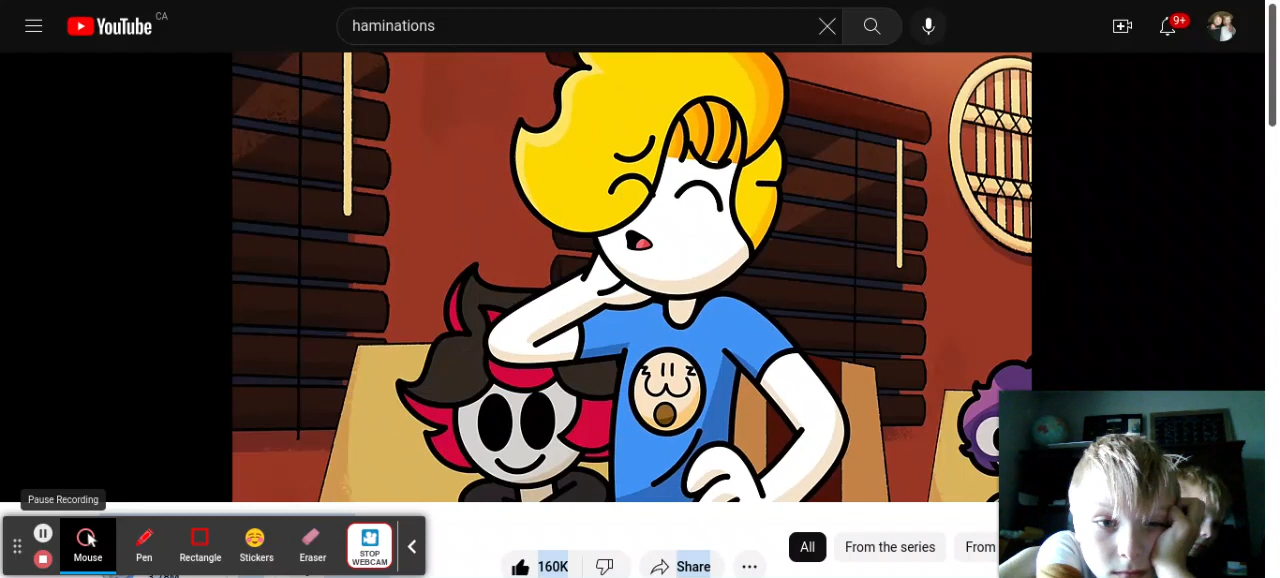 YouTube CA
haminations
9+
Pause Recording
Mouse
Pen
Rectangle
Stickers
Eraser
STOP
WEBCAM
160K
Share
All
From the series
From